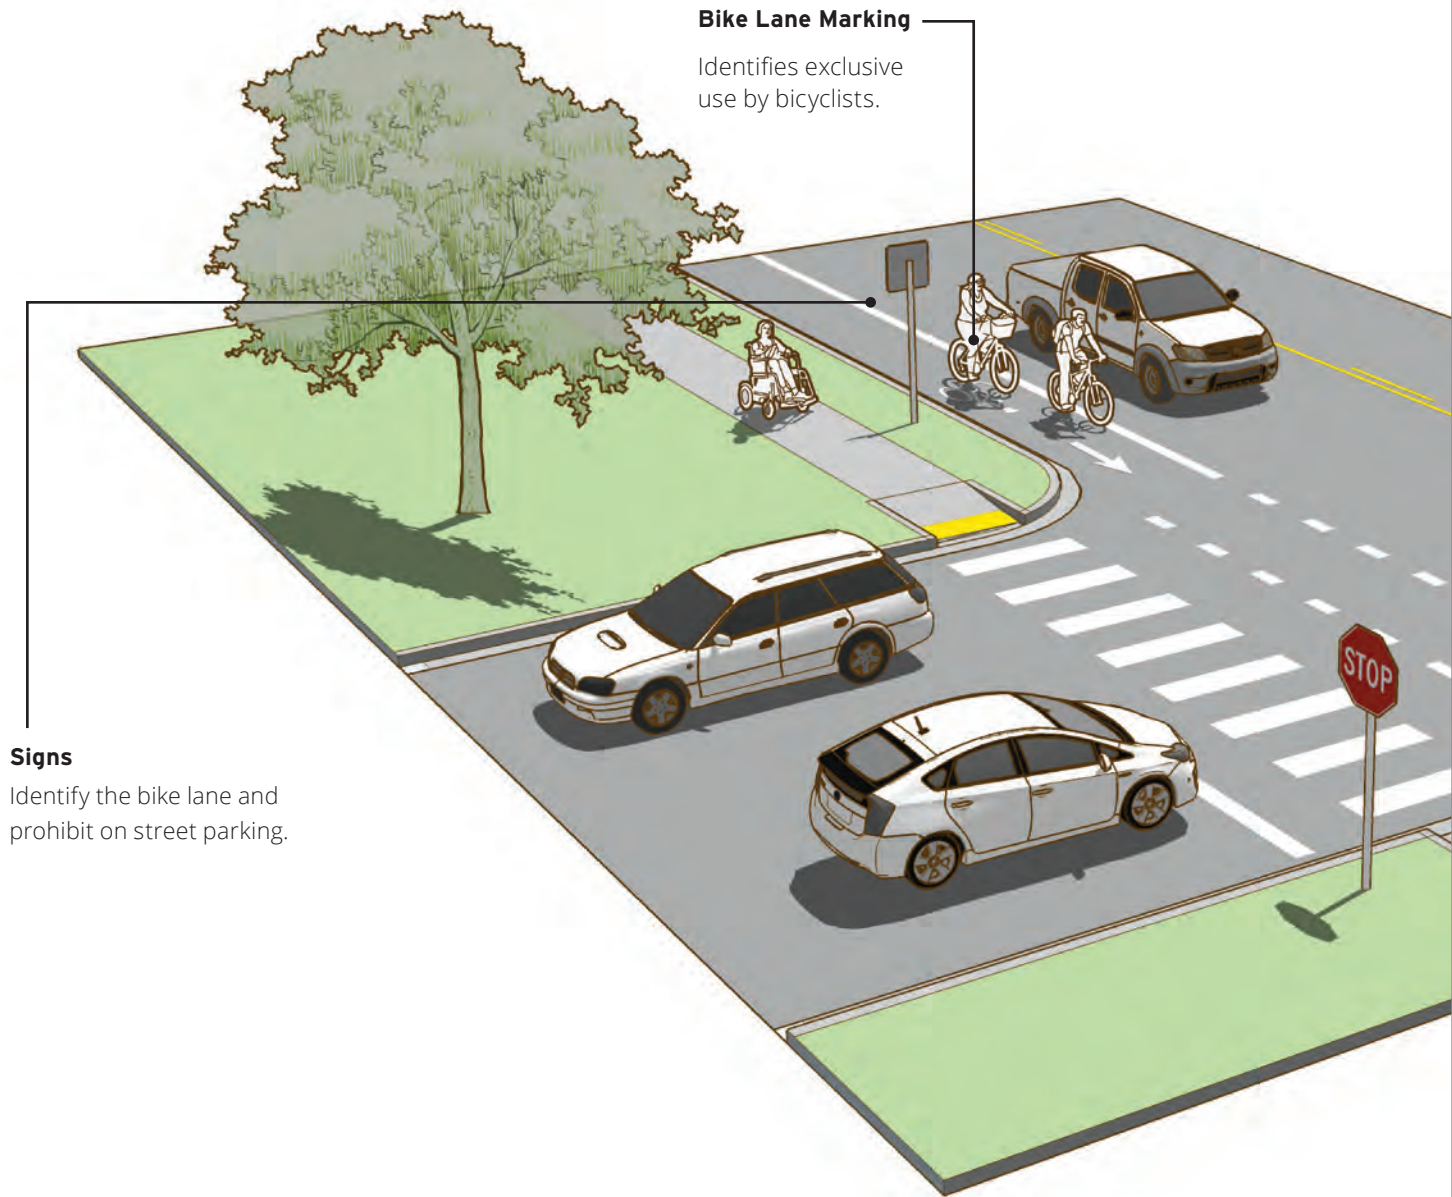 Bike Lane Marking
Identifies exclusive
use by bicyclists.
STOP
Signs
Identify the bike lane and
prohibit on street parking.